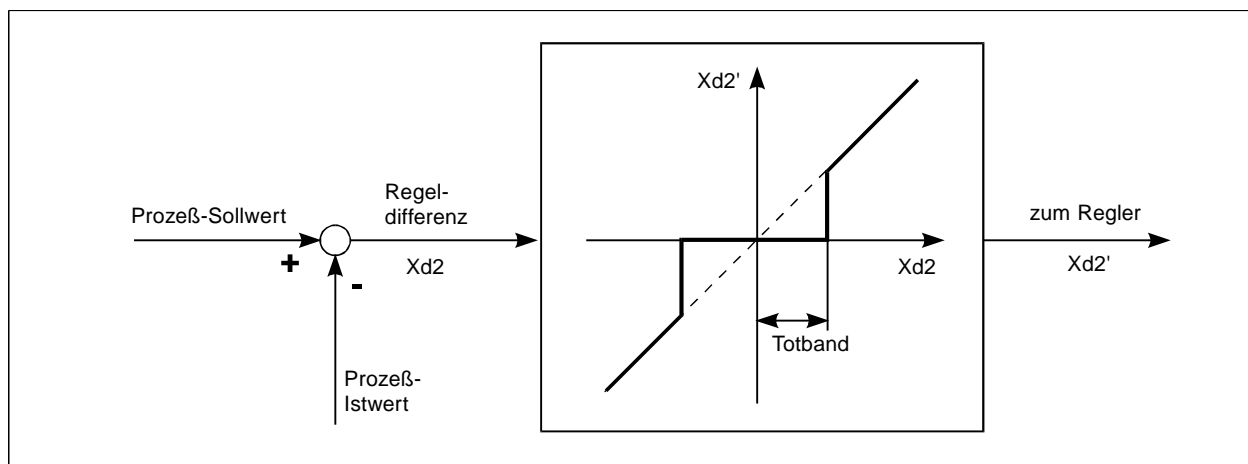 Prozeß-Sollwert
+
-
Prozeß-
Istwert
Regel-
differenz
Xd2
Xd2'
Xd2
Totband
zum Regler
Xd2'